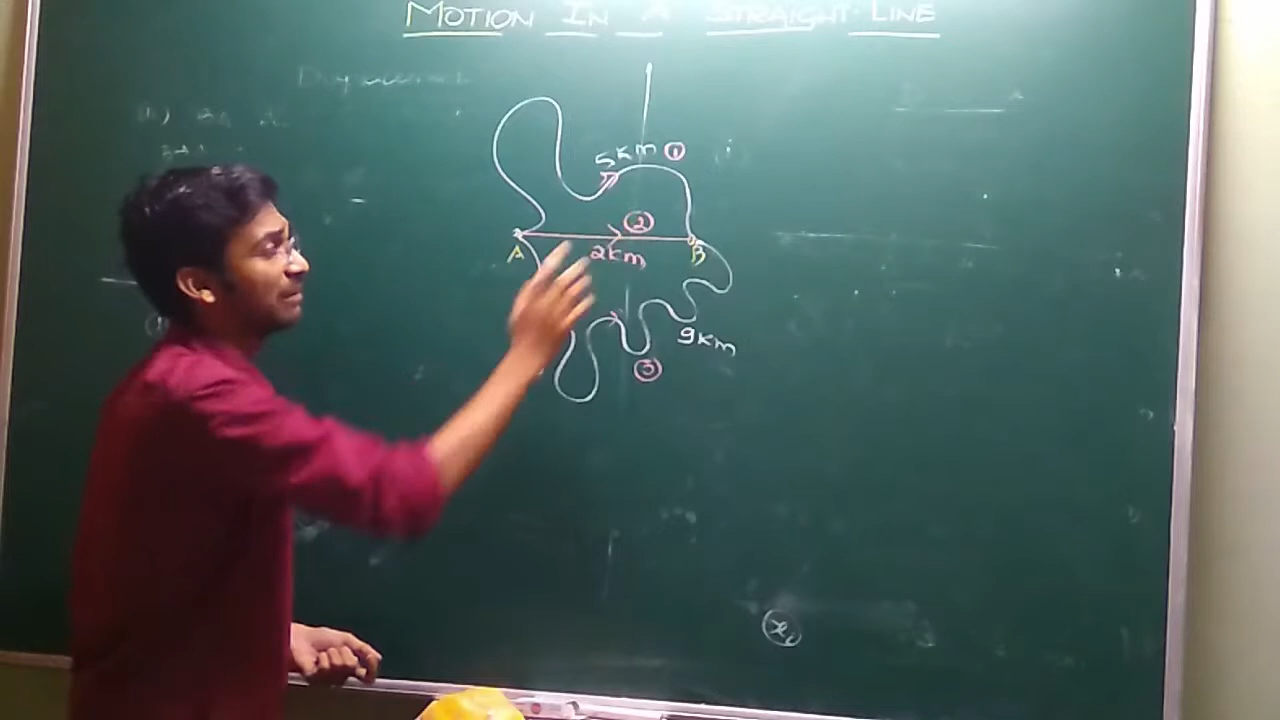 MOTION IN A STRAIGHT LINE
5km ①
②
A 2km B
9km
③